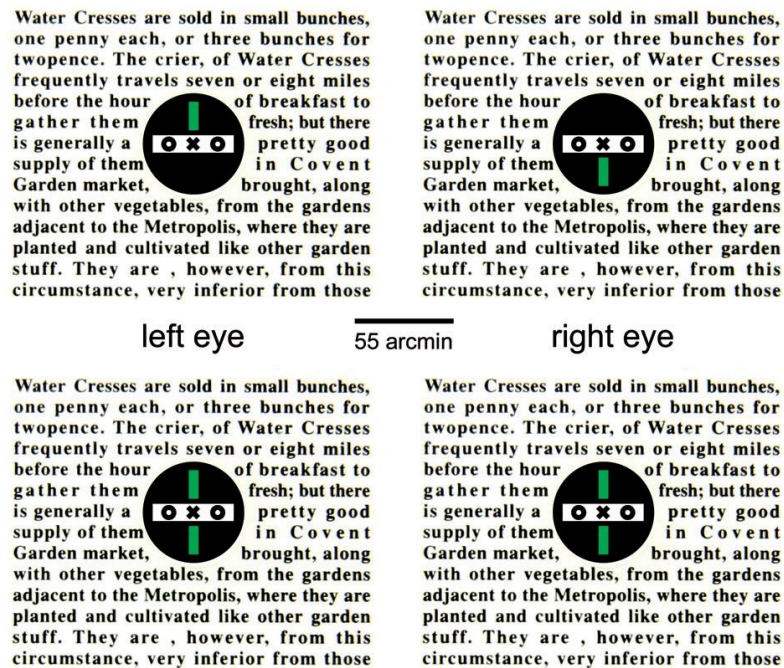 Water Cresses are sold in small bunches,
one penny each, or three bunches for
twopence. The crier, of Water Cresses
frequently travels seven or eight miles
before the hour of breakfast to
gather them fresh; but there
is generally a pretty good
supply of them in Covent
Garden market, brought, along
with other vegetables, from the gardens
adjacent to the Metropolis, where they are
planted and cultivated like other garden
stuff. They are , however, from this
circumstance, very inferior from those
Water Cresses are sold in small bunches,
one penny each, or three bunches for
twopence. The crier, of Water Cresses
frequently travels seven or eight miles
before the hour of breakfast to
gather them fresh; but there
is generally a pretty good
supply of them in Covent
Garden market, brought, along
with other vegetables, from the gardens
adjacent to the Metropolis, where they are
planted and cultivated like other garden
stuff. They are , however, from this
circumstance, very inferior from those
left eye
55 arcmin
right eye
Water Cresses are sold in small bunches,
one penny each, or three bunches for
twopence. The crier, of Water Cresses
frequently travels seven or eight miles
before the hour of breakfast to
gather them fresh; but there
is generally a pretty good
supply of them in Covent
Garden market, brought, along
with other vegetables, from the gardens
adjacent to the Metropolis, where they are
planted and cultivated like other garden
stuff. They are , however, from this
circumstance, very inferior from those
Water Cresses are sold in small bunches,
one penny each, or three bunches for
twopence. The crier, of Water Cresses
frequently travels seven or eight miles
before the hour of breakfast to
gather them fresh; but there
is generally a pretty good
supply of them in Covent
Garden market, brought, along
with other vegetables, from the gardens
adjacent to the Metropolis, where they are
planted and cultivated like other garden
stuff. They are , however, from this
circumstance, very inferior from those